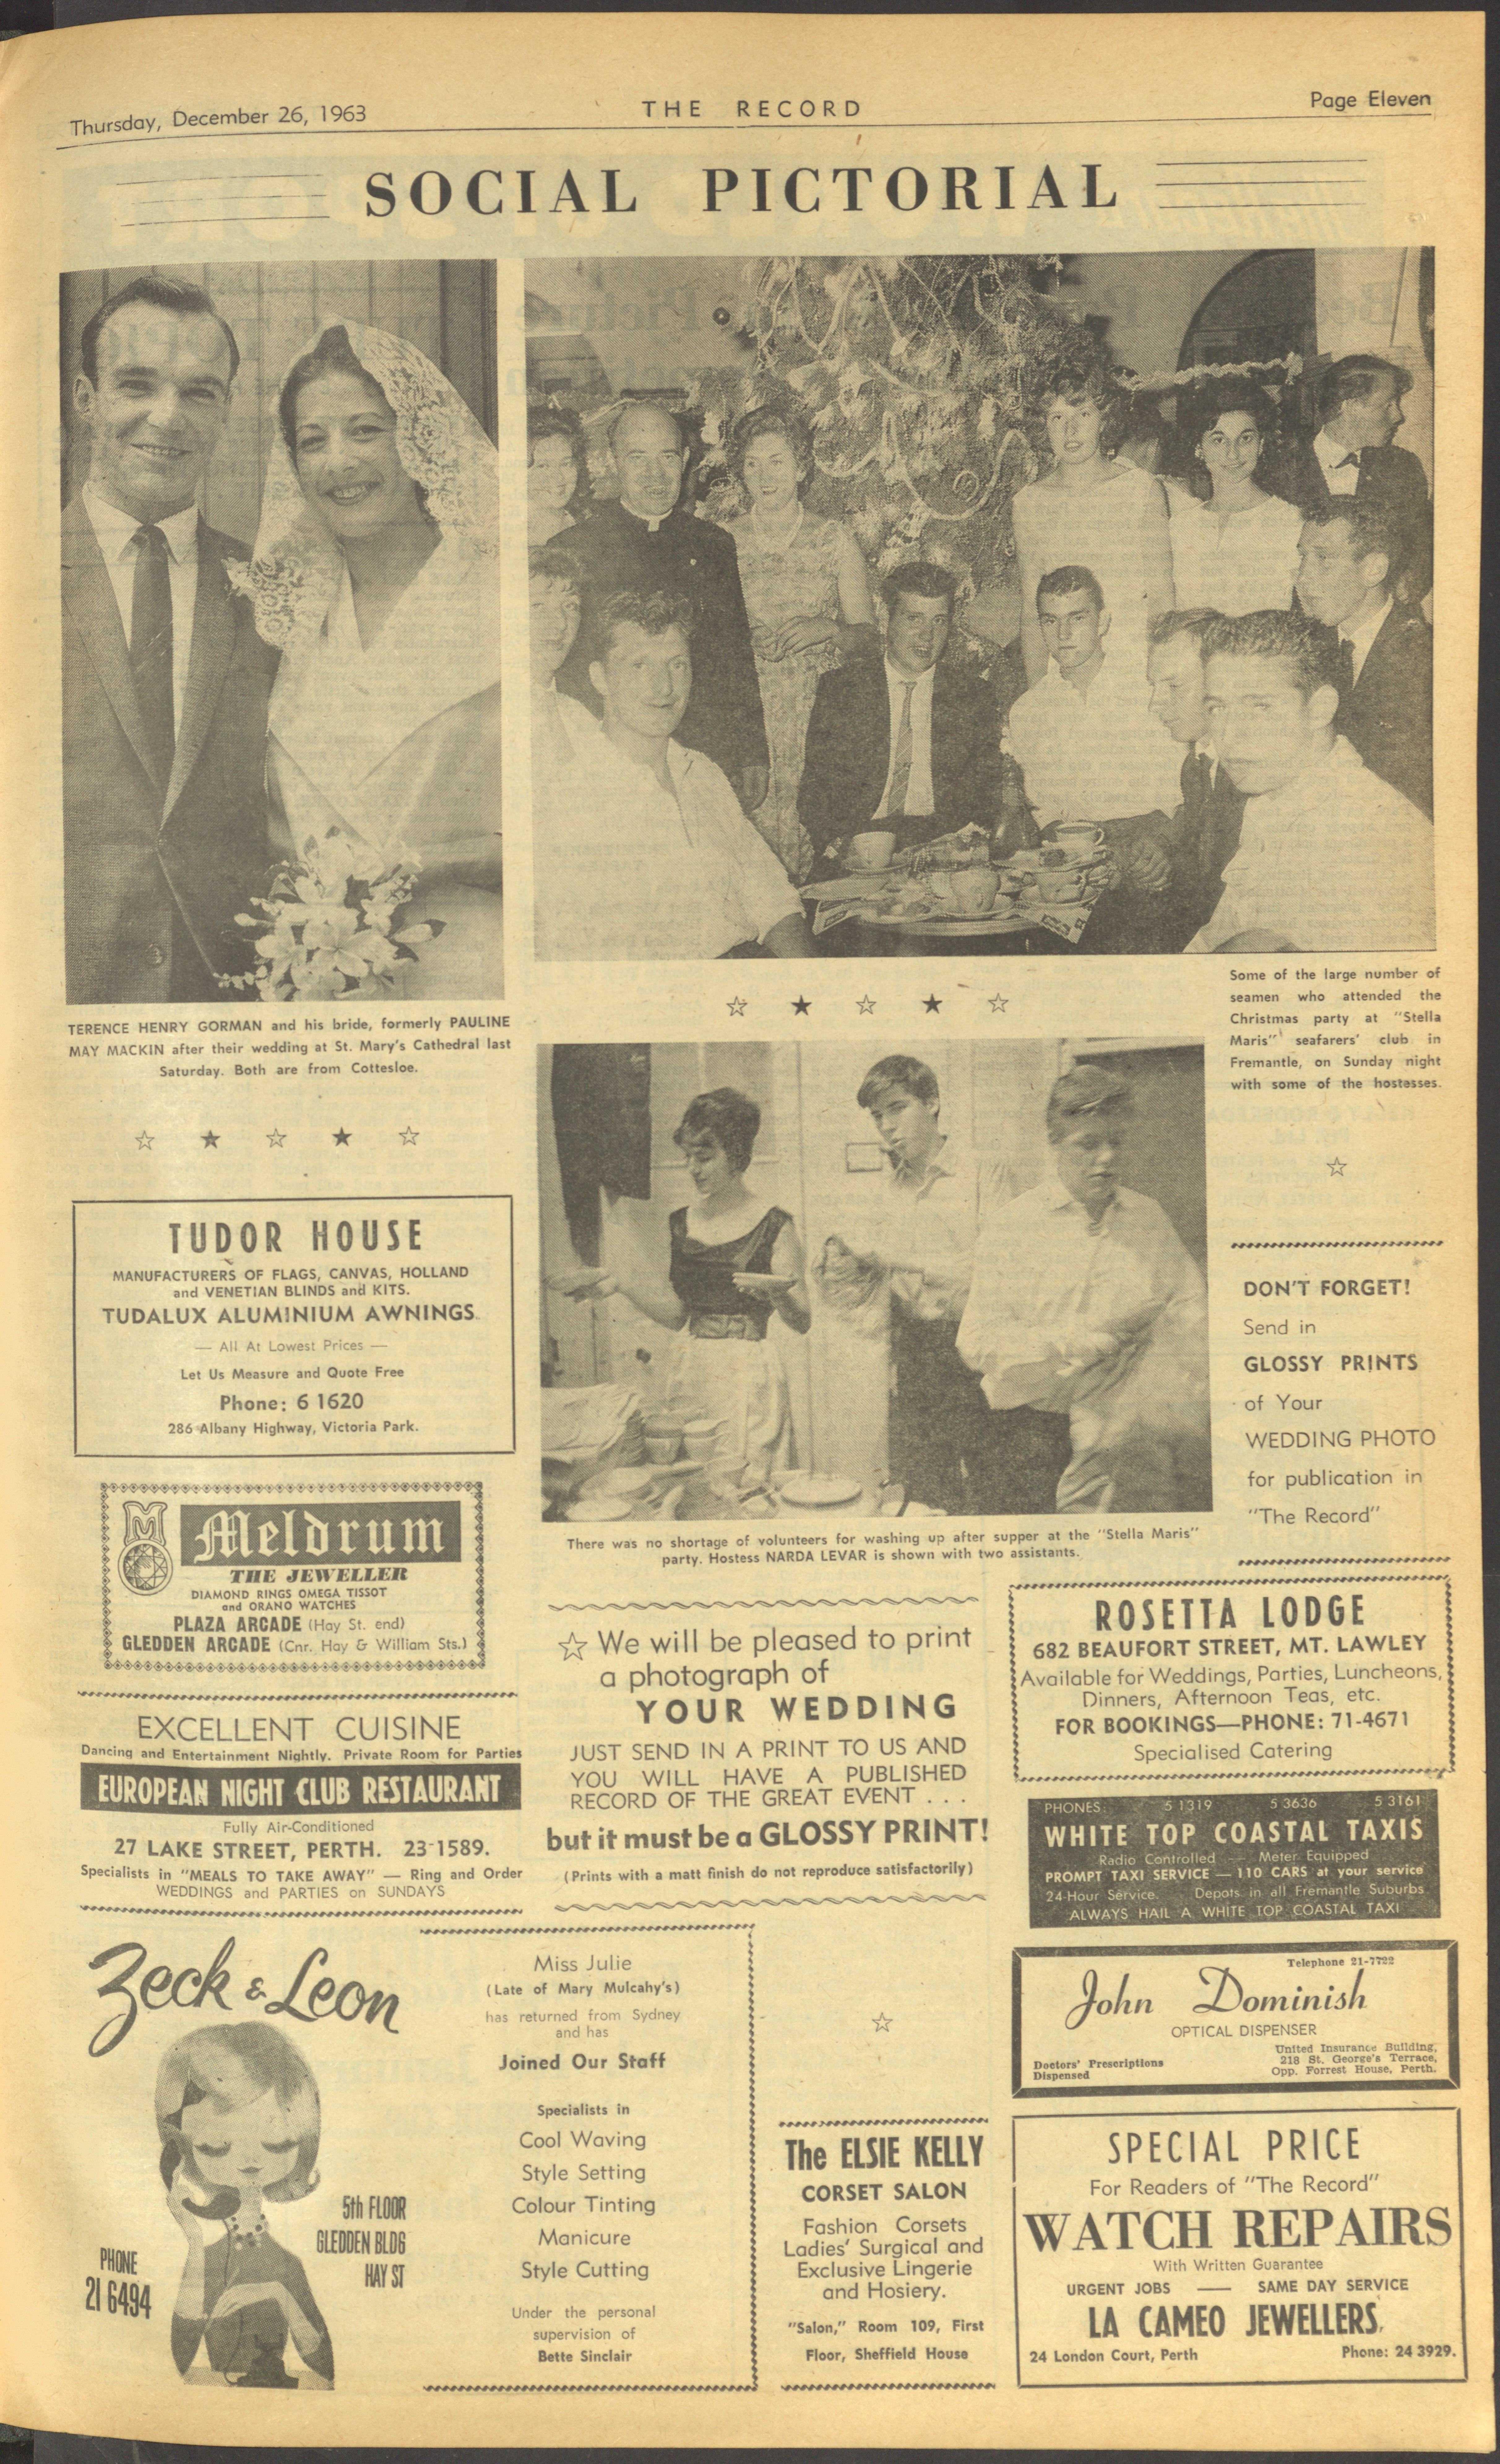 Thursday, December 26, 1963
THE RECORD
Page Eleven
SOCIAL PICTORIAL
TERENCE HENRY GORMAN and his bride, formerly PAULINE
MAY MACKIN after their wedding at St. Mary's Cathedral last
Saturday. Both are from Cottesloe.
Some of the large number of
seamen who attended the
Christmas party at "Stella
Maris" seafarers' club in
Fremantle, on Sunday night
with some of the hostesses.
There was no shortage of volunteers for washing up after supper at the "Stella Maris"
party. Hostess NARDA LEVAR is shown with two assistants.
DON'T FORGET!
Send in
GLOSSY PRINTS
of Your
WEDDING PHOTO
for publication in
"The Record"
TUDOR HOUSE
MANUFACTURERS OF FLAGS, CANVAS, HOLLAND
and VENETIAN BLINDS and KITS.
TUDALUX ALUMINIUM AWNINGS
— All At Lowest Prices —
Let Us Measure and Quote Free
Phone: 6 1620
286 Albany Highway, Victoria Park.
M
Meldrum
THE JEWELLER
DIAMOND RINGS OMEGA TISSOT
and ORANO WATCHES
PLAZA ARCADE (Hay St. end)
GLEDDEN ARCADE (Cnr. Hay & William Sts.)
EXCELLENT CUISINE
Dancing and Entertainment Nightly. Private Room for Parties
EUROPEAN NIGHT CLUB RESTAURANT
Fully Air-Conditioned
27 LAKE STREET, PERTH. 23-1589.
Specialists in "MEALS TO TAKE AWAY" — Ring and Order
WEDDINGS and PARTIES on SUNDAYS
We will be pleased to print
a photograph of
YOUR WEDDING
JUST SEND IN A PRINT TO US AND
YOU WILL HAVE A PUBLISHED
RECORD OF THE GREAT EVENT . . .
but it must be a GLOSSY PRINT!
(Prints with a matt finish do not reproduce satisfactorily)
ROSETTA LODGE
682 BEAUFORT STREET, MT. LAWLEY
Available for Weddings, Parties, Luncheons,
Dinners, Afternoon Teas, etc.
FOR BOOKINGS—PHONE: 71-4671
Specialised Catering
PHONES: 5 1319 5 3636 5 3161
WHITE TOP COASTAL TAXIS
Radio Controlled — Meter Equipped
PROMPT TAXI SERVICE — 110 CARS at your service
24-Hour Service. Depots in all Fremantle Suburbs
ALWAYS HAIL A WHITE TOP COASTAL TAXI
Telephone 21-7722
John Dominish
OPTICAL DISPENSER
Doctors' Prescriptions
Dispensed
United Insurance Building,
218 St. George's Terrace,
Opp. Forrest House, Perth.
Zeck & Leon
PHONE
21 6494
5th FLOOR
GLEDDEN BLDG
HAY ST
Miss Julie
(Late of Mary Mulcahy's)
has returned from Sydney
and has
Joined Our Staff
Specialists in
Cool Waving
Style Setting
Colour Tinting
Manicure
Style Cutting
Under the personal
supervision of
Bette Sinclair
The ELSIE KELLY
CORSET SALON
Fashion Corsets
Ladies' Surgical and
Exclusive Lingerie
and Hosiery.
"Salon," Room 109, First
Floor, Sheffield House
SPECIAL PRICE
For Readers of "The Record"
WATCH REPAIRS
With Written Guarantee
URGENT JOBS — SAME DAY SERVICE
LA CAMEO JEWELLERS,
24 London Court, Perth Phone: 24 3929.